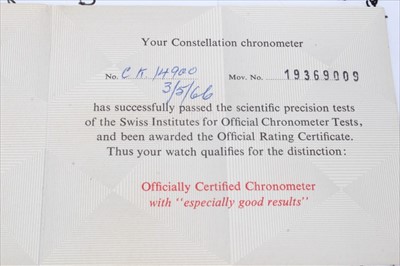 Your Constellation chronometer
No. CK 14900 Mov. No. 19369009
3/5/66
has successfully passed the scientific precision tests
of the Swiss Institutes for Official Chronometer Tests,
and been awarded the Official Rating Certificate.
Thus your watch qualifies for the distinction:
Officially Certified Chronometer
with "especially good results"